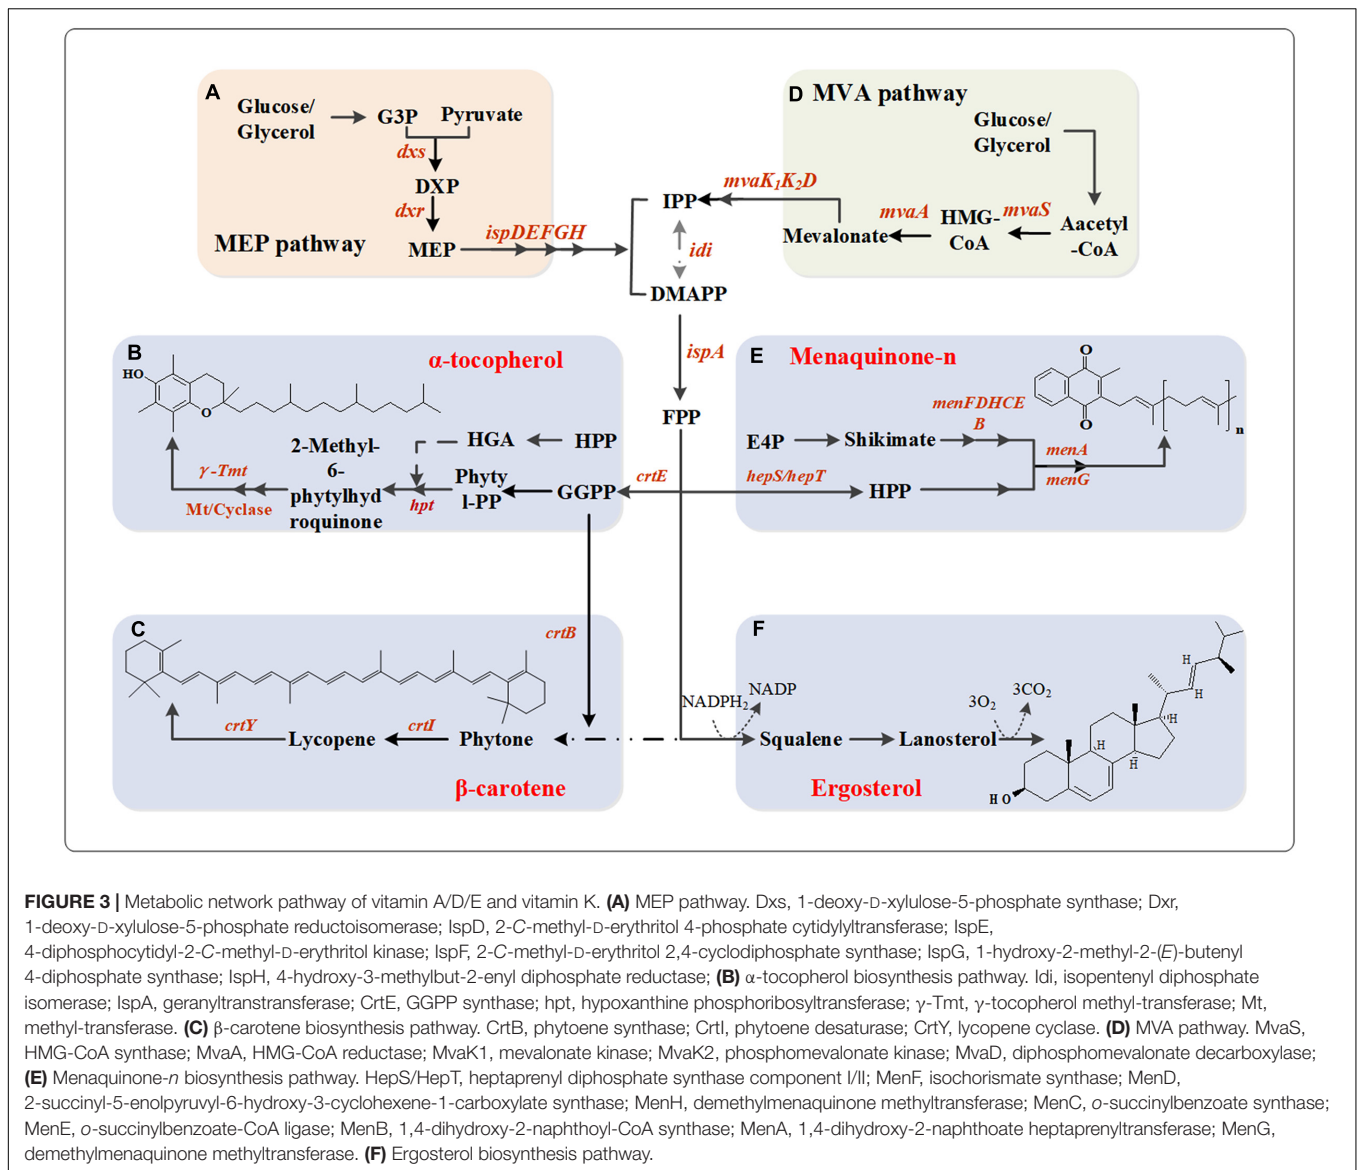 A
Glucose/
Glycerol
G3P
Pyruvate
dxs
DXP
dxr
MEP
MEP pathway
ispDEFGH
IPP
idi
DMAPP
mvaK1K2D
D
MVA pathway
Glucose/
Glycerol
mvaA
HMG-
CoA
mvaS
Mevalonate
Aacetyl
-CoA
ispA
FPP
B
α-tocopherol
HO
O
HGA
HPP
2-Methyl-
6-
phytylhyd
roquinone
γ-Tmt
Mt/Cyclase
hpt
Phyty
l-PP
GGPP
crtE
E
Menaquinone-n
O
O
n
menFDHCE
B
E4P
Shikimate
menA
menG
hepS/hepT
HPP
C
crtB
crtY
Lycopene
crtI
Phytone
β-carotene
F
NADPH2
NADP
Squalene
Lanosterol
3O2
3CO2
Ergosterol
H
H
H
H
H
HO
FIGURE 3 | Metabolic network pathway of vitamin A/D/E and vitamin K. (A) MEP pathway. Dxs, 1-deoxy-D-xylulose-5-phosphate synthase; Dxr,
1-deoxy-D-xylulose-5-phosphate reductoisomerase; IspD, 2-C-methyl-D-erythritol 4-phosphate cytidylyltransferase; IspE,
4-diphosphocytidyl-2-C-methyl-D-erythritol kinase; IspF, 2-C-methyl-D-erythritol 2,4-cyclodiphosphate synthase; IspG, 1-hydroxy-2-methyl-2-(E)-butenyl
4-diphosphate synthase; IspH, 4-hydroxy-3-methylbut-2-enyl diphosphate reductase; (B) α-tocopherol biosynthesis pathway. Idi, isopentenyl diphosphate
isomerase; IspA, geranyltranstransferase; CrtE, GGPP synthase; hpt, hypoxanthine phosphoribosyltransferase; γ-Tmt, γ-tocopherol methyl-transferase; Mt,
methyl-transferase. (C) β-carotene biosynthesis pathway. CrtB, phytoene synthase; CrtI, phytoene desaturase; CrtY, lycopene cyclase. (D) MVA pathway. MvaS,
HMG-CoA synthase; MvaA, HMG-CoA reductase; MvaK1, mevalonate kinase; MvaK2, phosphomevalonate kinase; MvaD, diphosphomevalonate decarboxylase;
(E) Menaquinone-n biosynthesis pathway. HepS/HepT, heptaprenyl diphosphate synthase component I/II; MenF, isochorismate synthase; MenD,
2-succinyl-5-enolpyruvyl-6-hydroxy-3-cyclohexene-1-carboxylate synthase; MenH, demethylmenaquinone methyltransferase; MenC, o-succinylbenzoate synthase;
MenE, o-succinylbenzoate-CoA ligase; MenB, 1,4-dihydroxy-2-naphthoyl-CoA synthase; MenA, 1,4-dihydroxy-2-naphthoate heptaprenyltransferase; MenG,
demethylmenaquinone methyltransferase. (F) Ergosterol biosynthesis pathway.